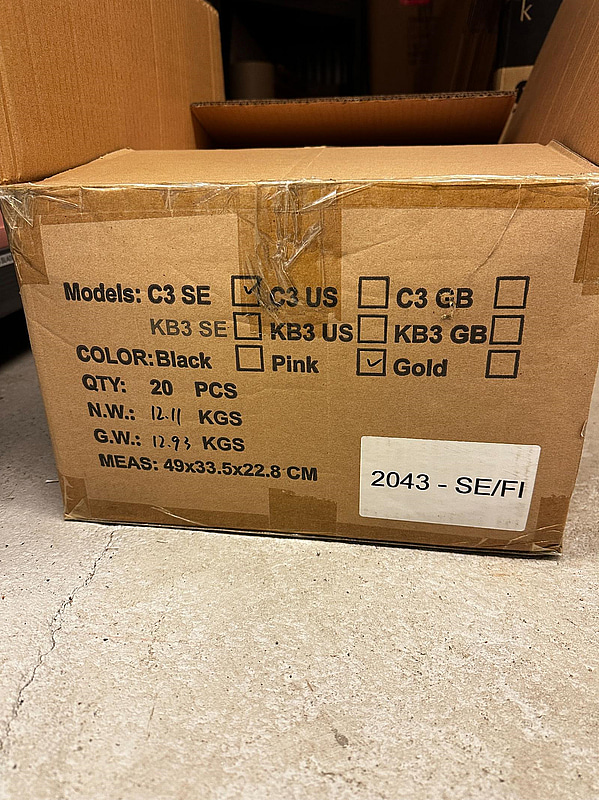 k
Models: C3 SE ☑ C3 US ☐ C3 GB ☐
KB3 SE ☐ KB3 US ☐ KB3 GB ☐
COLOR: Black ☐ Pink ☑ Gold ☐
QTY: 20 PCS
N.W.: 12.11 KGS
G.W.: 12.93 KGS
MEAS: 49x33.5x22.8 CM
2043 - SE/FI